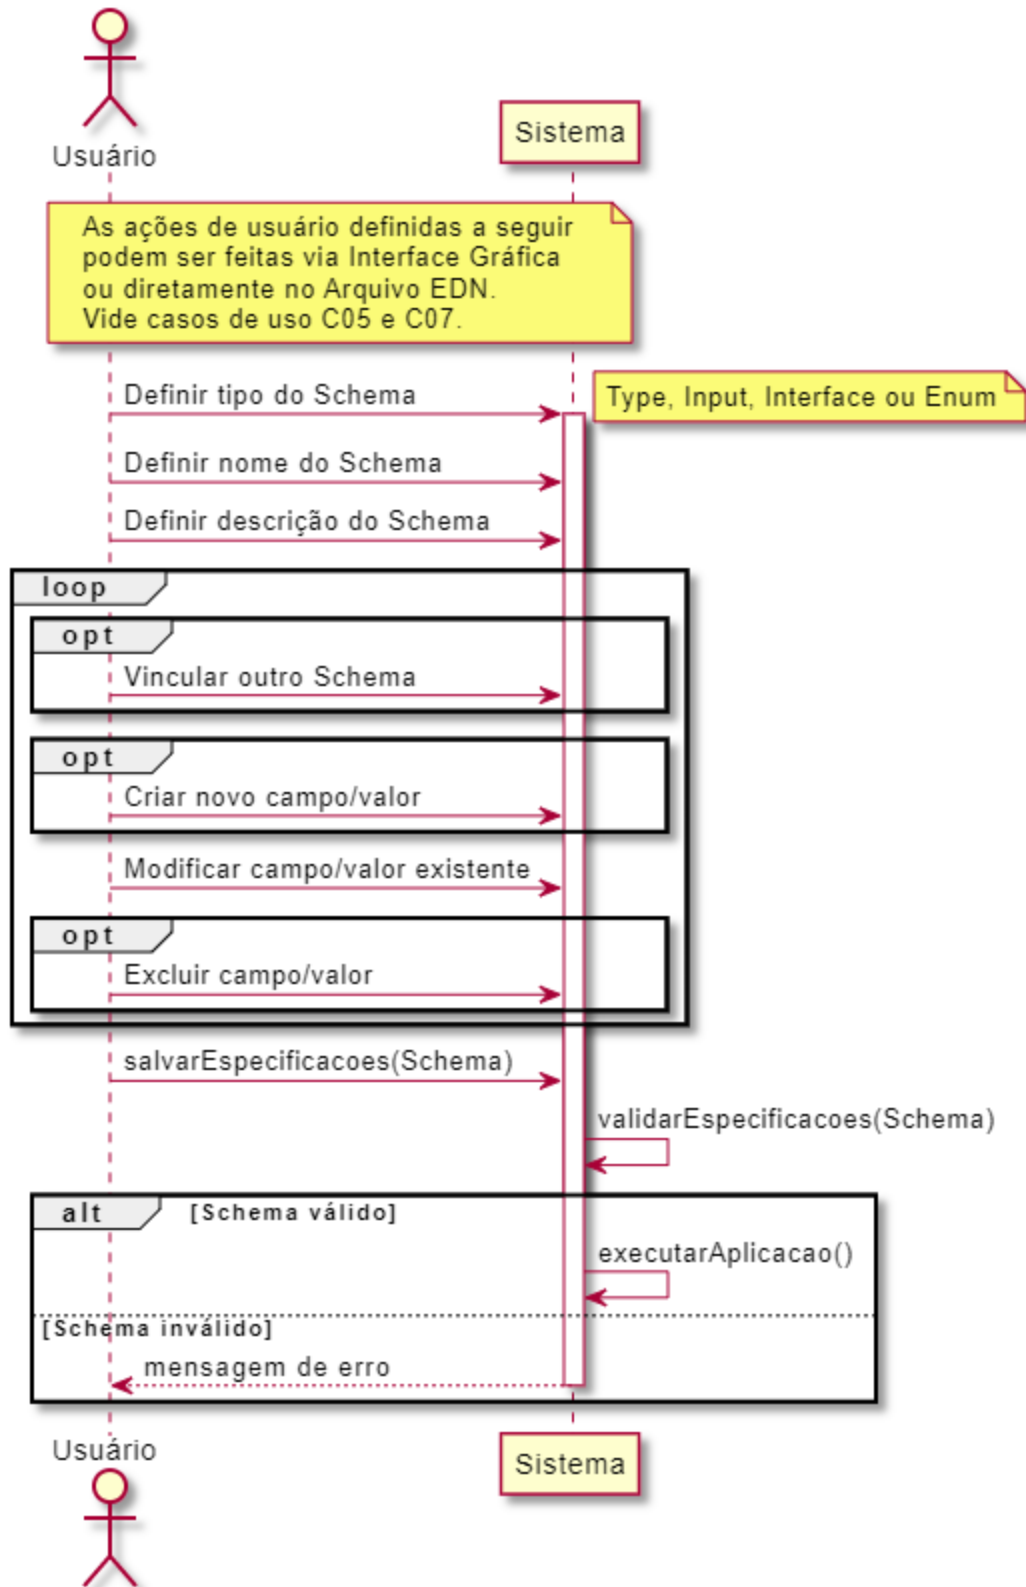 Usuário
Sistema
As ações de usuário definidas a seguir
podem ser feitas via Interface Gráfica
ou diretamente no Arquivo EDN.
Vide casos de uso C05 e C07.
Definir tipo do Schema
Type, Input, Interface ou Enum
Definir nome do Schema
Definir descrição do Schema
loop
opt
Vincular outro Schema
opt
Criar novo campo/valor
Modificar campo/valor existente
opt
Excluir campo/valor
salvarEspecificacoes(Schema)
validarEspecificacoes(Schema)
alt [Schema válido]
executarAplicacao()
[Schema inválido]
mensagem de erro
Usuário
Sistema